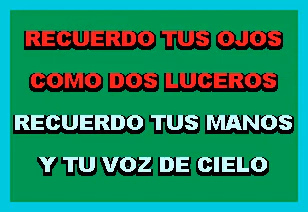 RECUERDO TUS OJOS
COMO DOS LUCEROS
RECUERDO TUS MANOS
Y TU VOZ DE CIELO